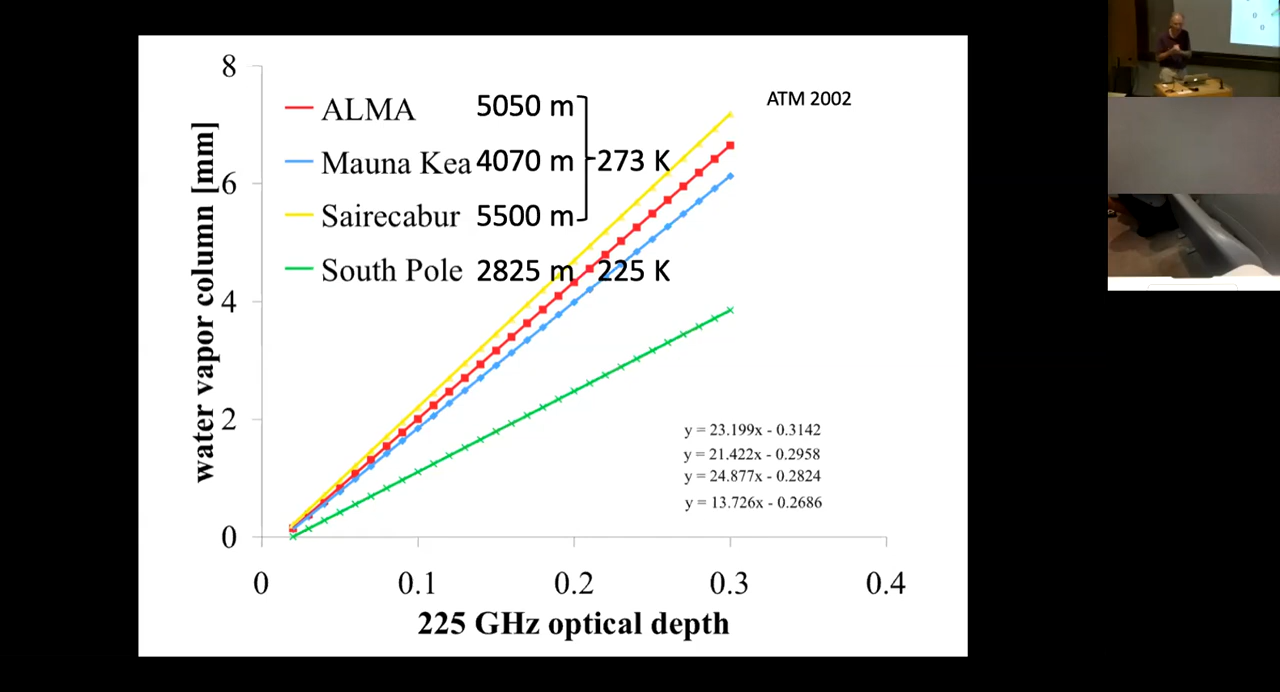 8
ALMA 5050 m
ATM 2002
Mauna Kea 4070 m 273 K
6
Sairecabur 5500 m
South Pole 2825 m 225 K
4
2
0
water vapor column [mm]
y = 23.199x - 0.3142
y = 21.422x - 0.2958
y = 24.877x - 0.2824
y = 13.726x - 0.2686
0 0.1 0.2 0.3 0.4
225 GHz optical depth